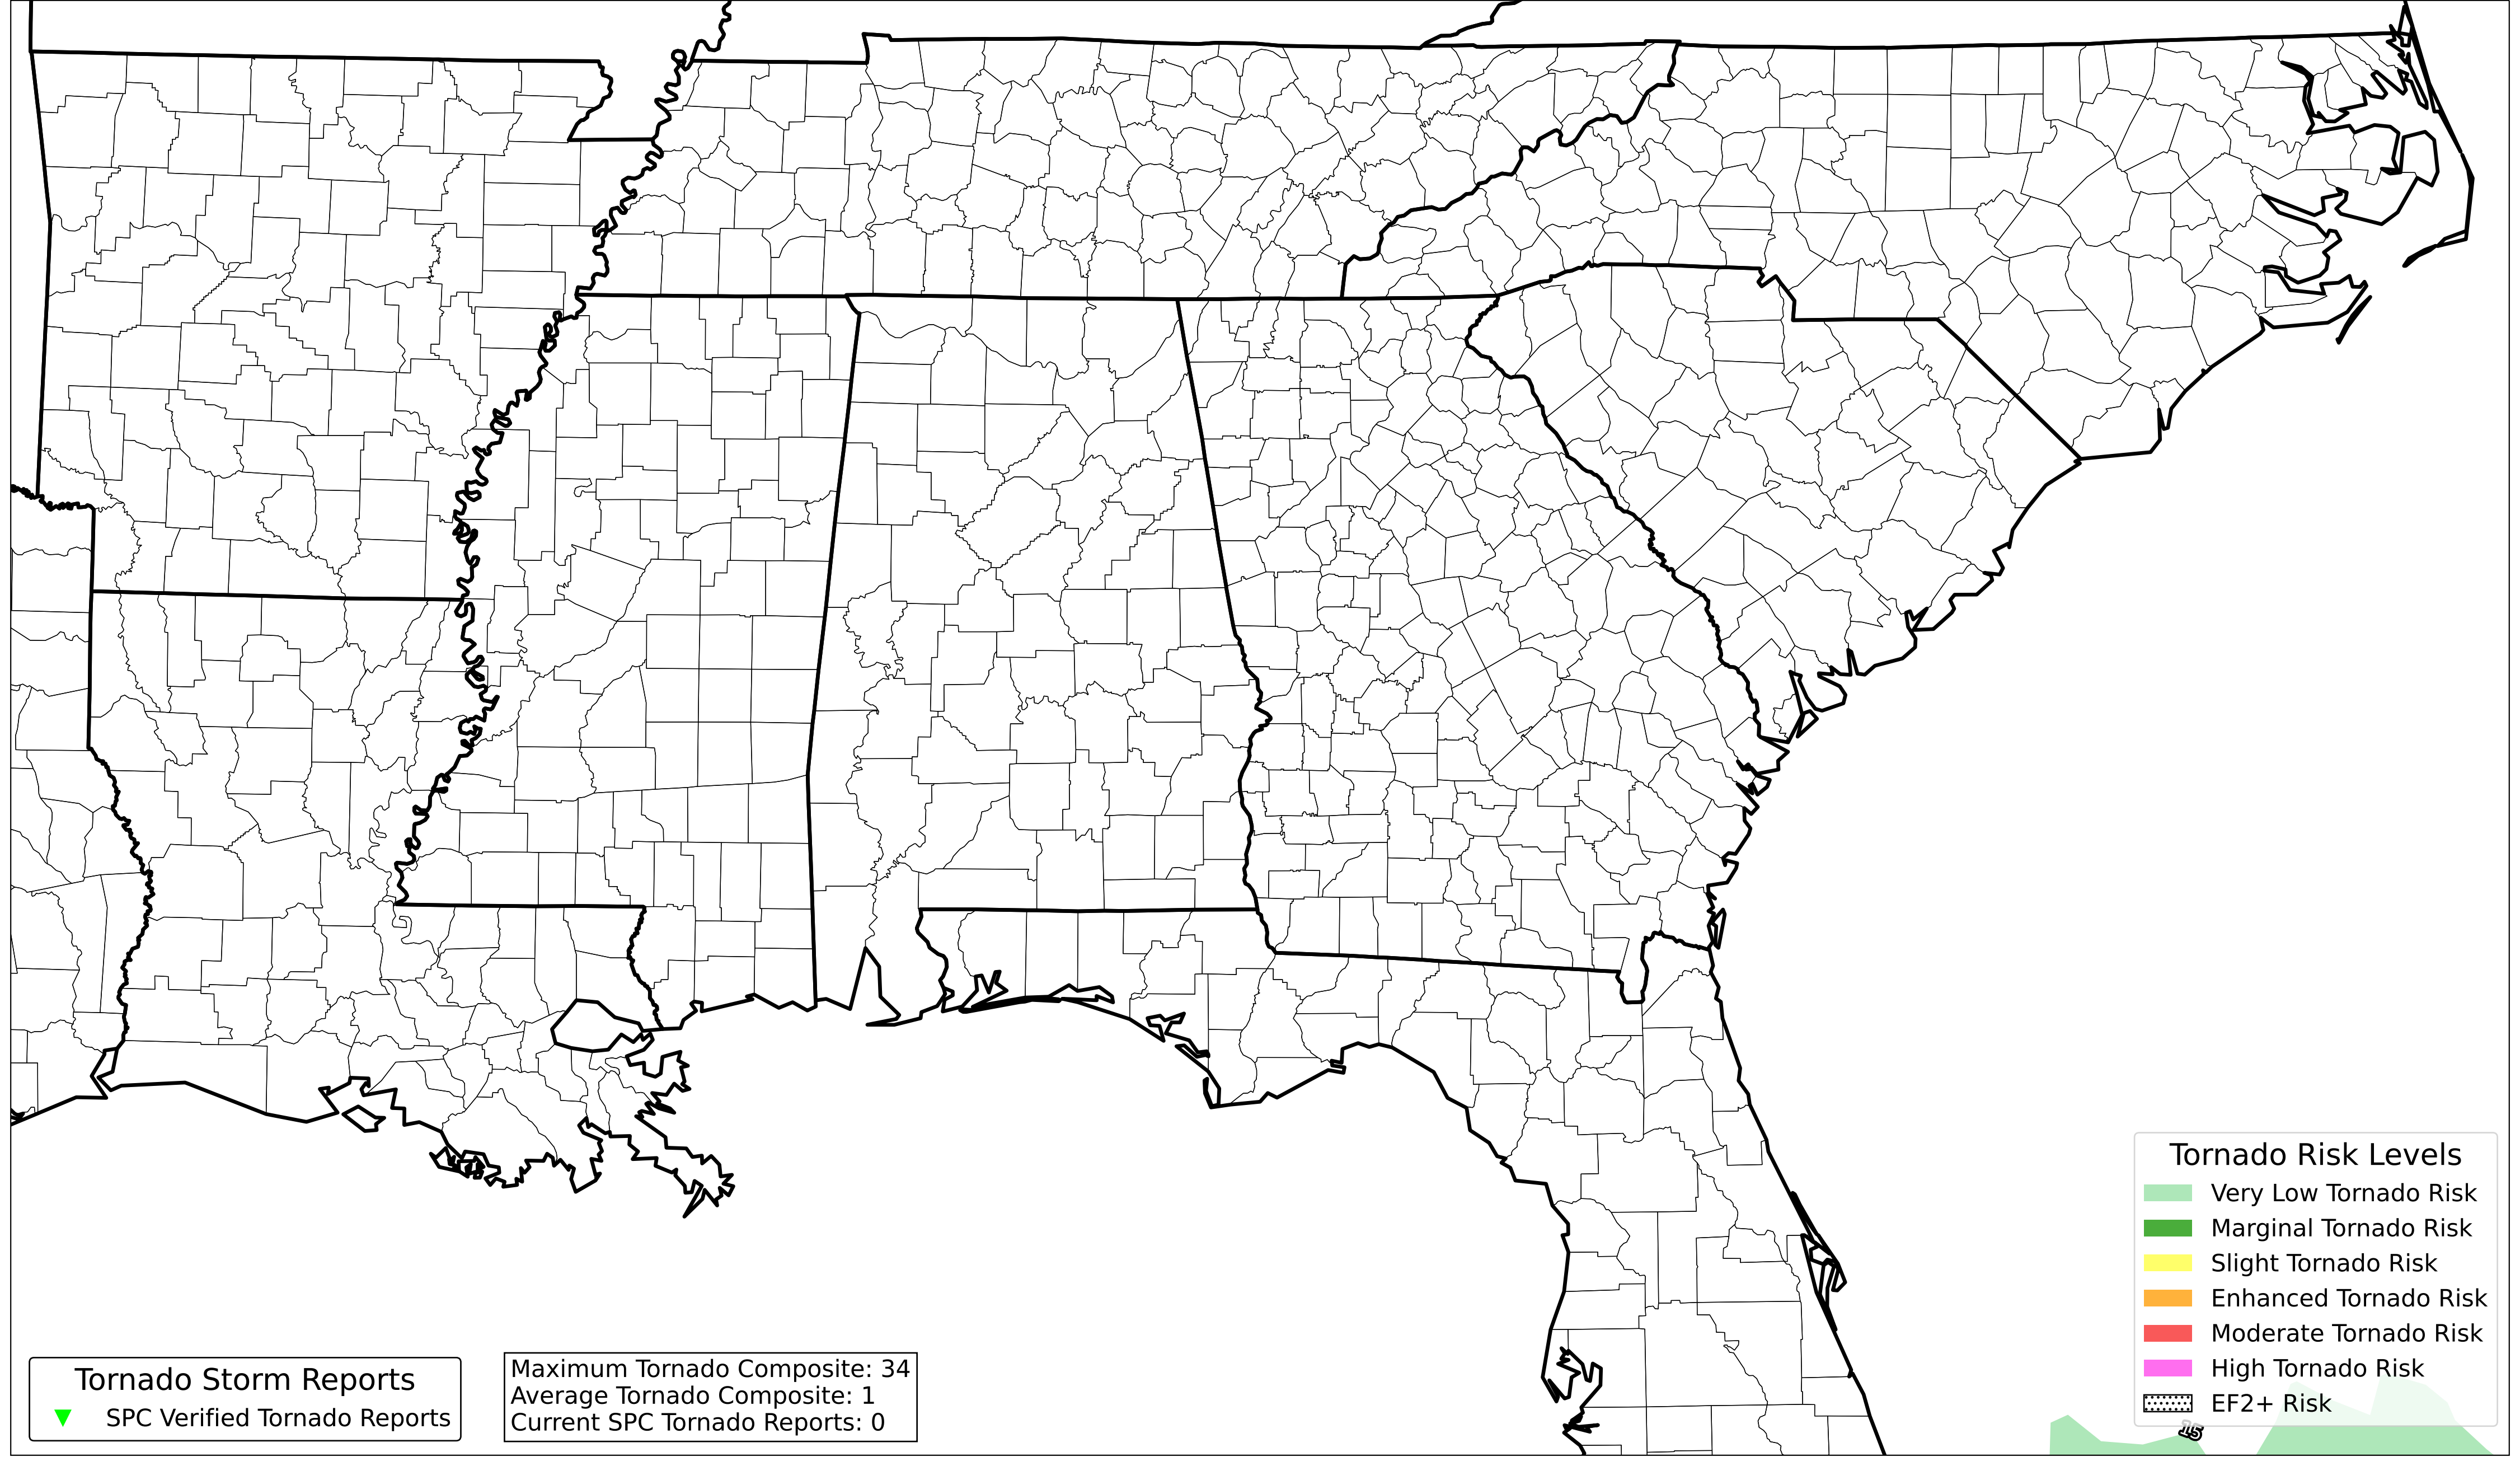 Tornado Storm Reports
SPC Verified Tornado Reports
Maximum Tornado Composite: 34
Average Tornado Composite: 1
Current SPC Tornado Reports: 0
Tornado Risk Levels
Very Low Tornado Risk
Marginal Tornado Risk
Slight Tornado Risk
Enhanced Tornado Risk
Moderate Tornado Risk
High Tornado Risk
EF2+ Risk
15